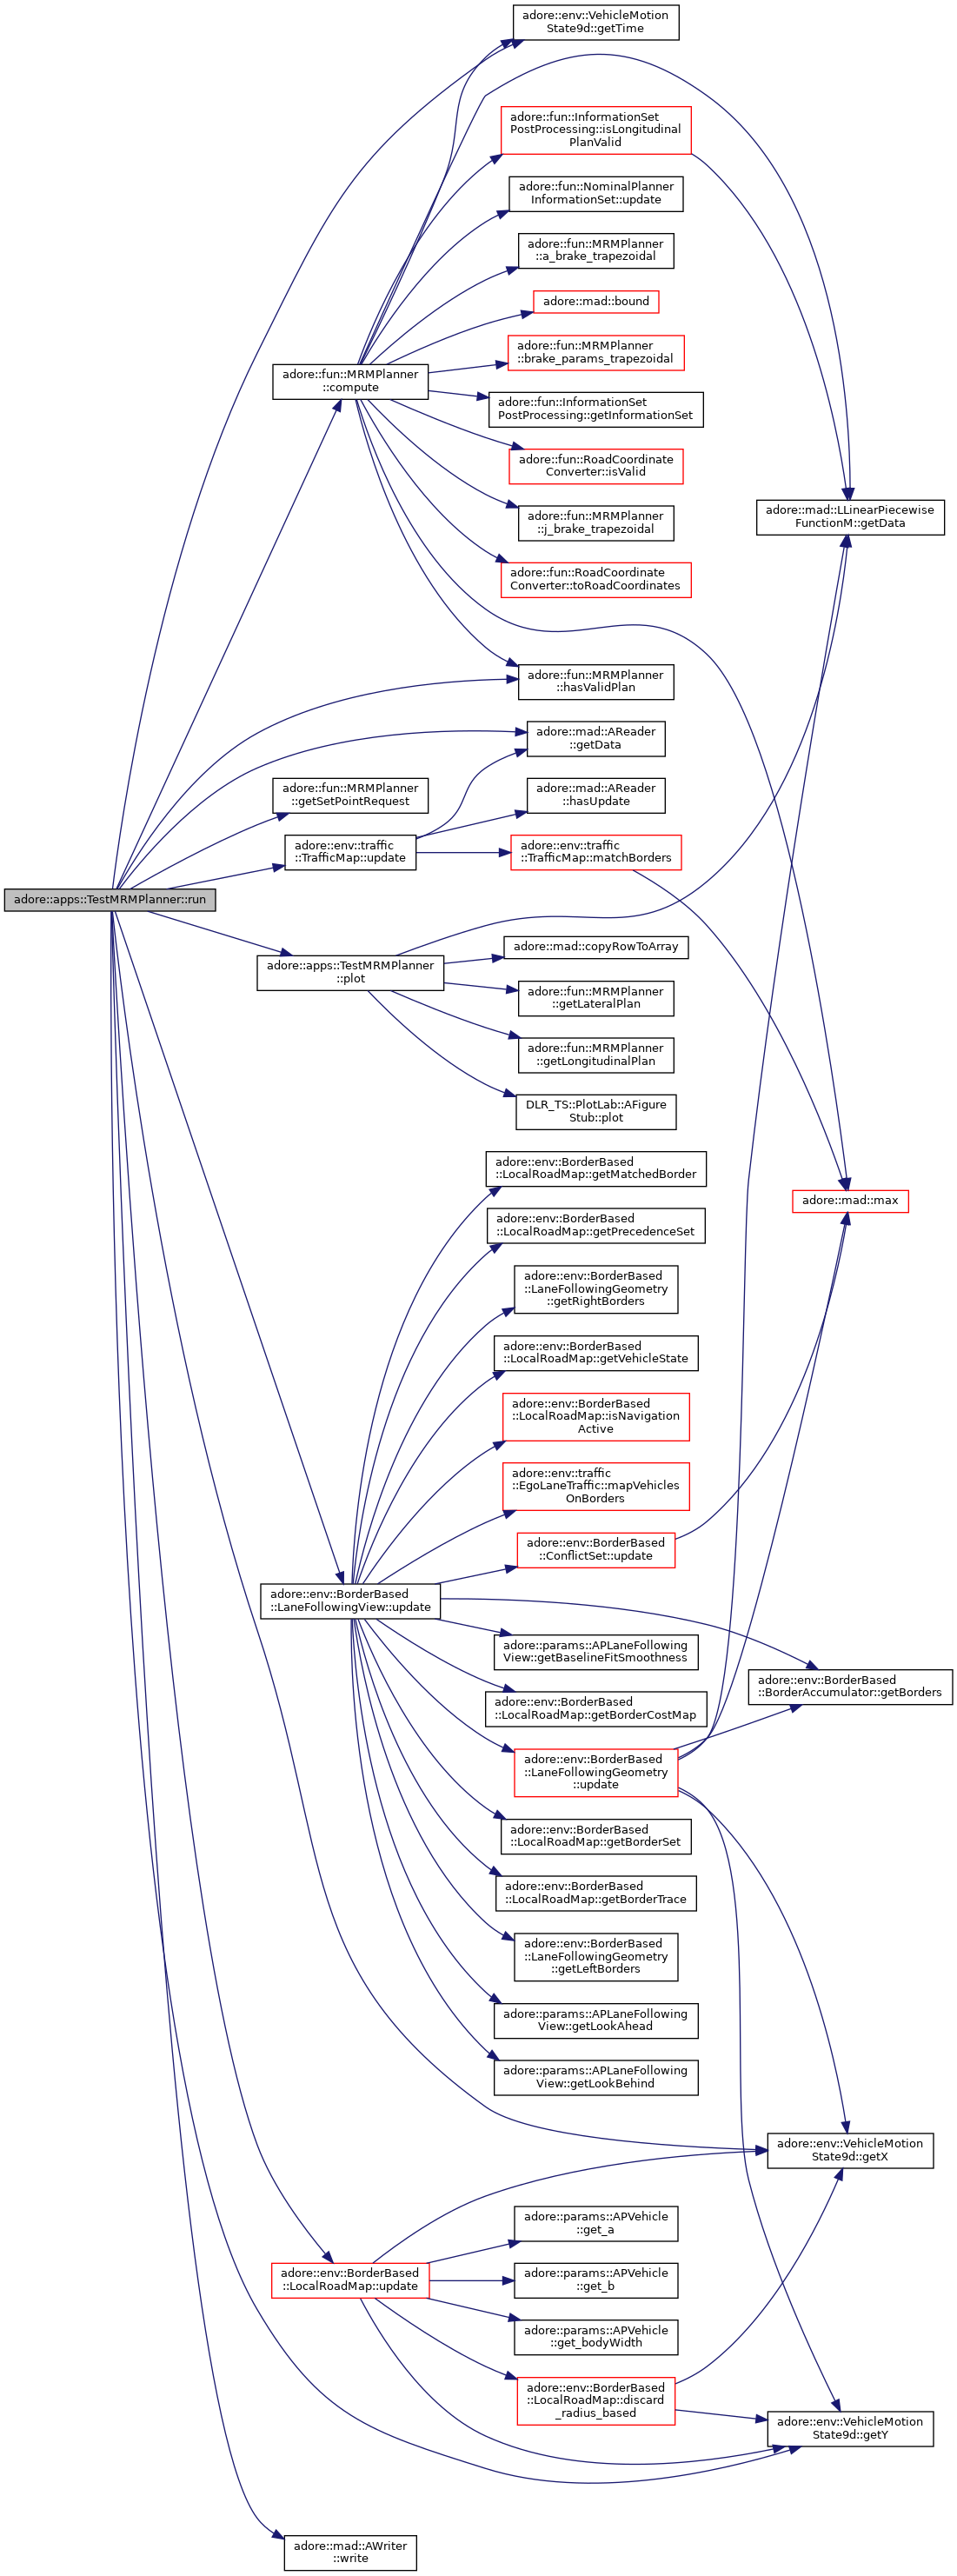 adore::env::VehicleMotion
State9d::getTime
adore::fun::InformationSet
PostProcessing::isLongitudinal
PlanValid
adore::fun::NominalPlanner
InformationSet::update
adore::fun::MRMPlanner
::a_brake_trapezoidal
adore::mad::bound
adore::fun::MRMPlanner
::brake_params_trapezoidal
adore::fun::MRMPlanner
::compute
adore::fun::InformationSet
PostProcessing::getInformationSet
adore::fun::RoadCoordinate
Converter::isValid
adore::mad::LLinearPiecewise
FunctionM::getData
adore::fun::MRMPlanner
::j_brake_trapezoidal
adore::fun::RoadCoordinate
Converter::toRoadCoordinates
adore::fun::MRMPlanner
::hasValidPlan
adore::mad::AReader
::getData
adore::fun::MRMPlanner
::getSetPointRequest
adore::mad::AReader
::hasUpdate
adore::env::traffic
::TrafficMap::update
adore::env::traffic
::TrafficMap::matchBorders
adore::apps::TestMRMPlanner::run
adore::mad::copyRowToArray
adore::apps::TestMRMPlanner
::plot
adore::fun::MRMPlanner
::getLateralPlan
adore::fun::MRMPlanner
::getLongitudinalPlan
DLR_TS::PlotLab::AFigure
Stub::plot
adore::env::BorderBased
::LocalRoadMap::getMatchedBorder
adore::mad::max
adore::env::BorderBased
::LocalRoadMap::getPrecedenceSet
adore::env::BorderBased
::LaneFollowingGeometry
::getRightBorders
adore::env::BorderBased
::LocalRoadMap::getVehicleState
adore::env::BorderBased
::LocalRoadMap::isNavigation
Active
adore::env::traffic
::EgoLaneTraffic::mapVehicles
OnBorders
adore::env::BorderBased
::ConflictSet::update
adore::env::BorderBased
::LaneFollowingView::update
adore::params::APLaneFollowing
View::getBaselineFitSmoothness
adore::env::BorderBased
::BorderAccumulator::getBorders
adore::env::BorderBased
::LocalRoadMap::getBorderCostMap
adore::env::BorderBased
::LaneFollowingGeometry
::update
adore::env::BorderBased
::LocalRoadMap::getBorderSet
adore::env::BorderBased
::LocalRoadMap::getBorderTrace
adore::env::BorderBased
::LaneFollowingGeometry
::getLeftBorders
adore::params::APLaneFollowing
View::getLookAhead
adore::params::APLaneFollowing
View::getLookBehind
adore::env::VehicleMotion
State9d::getX
adore::params::APVehicle
::get_a
adore::env::BorderBased
::LocalRoadMap::update
adore::params::APVehicle
::get_b
adore::params::APVehicle
::get_bodyWidth
adore::env::BorderBased
::LocalRoadMap::discard
_radius_based
adore::env::VehicleMotion
State9d::getY
adore::mad::AWriter
::write